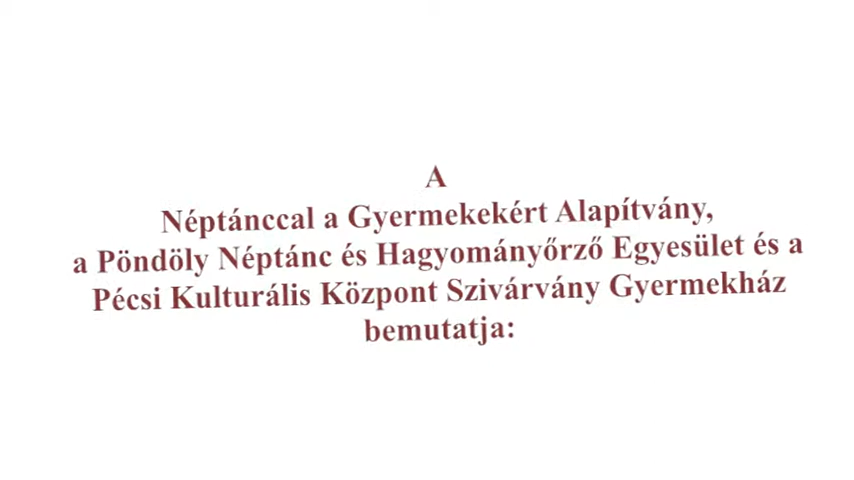 A
Néptánccal a Gyermekekért Alapítvány,
a Pöndöly Néptánc és Hagyományőrző Egyesület és a
Pécsi Kulturális Központ Szivárvány Gyermekház
bemutatja: